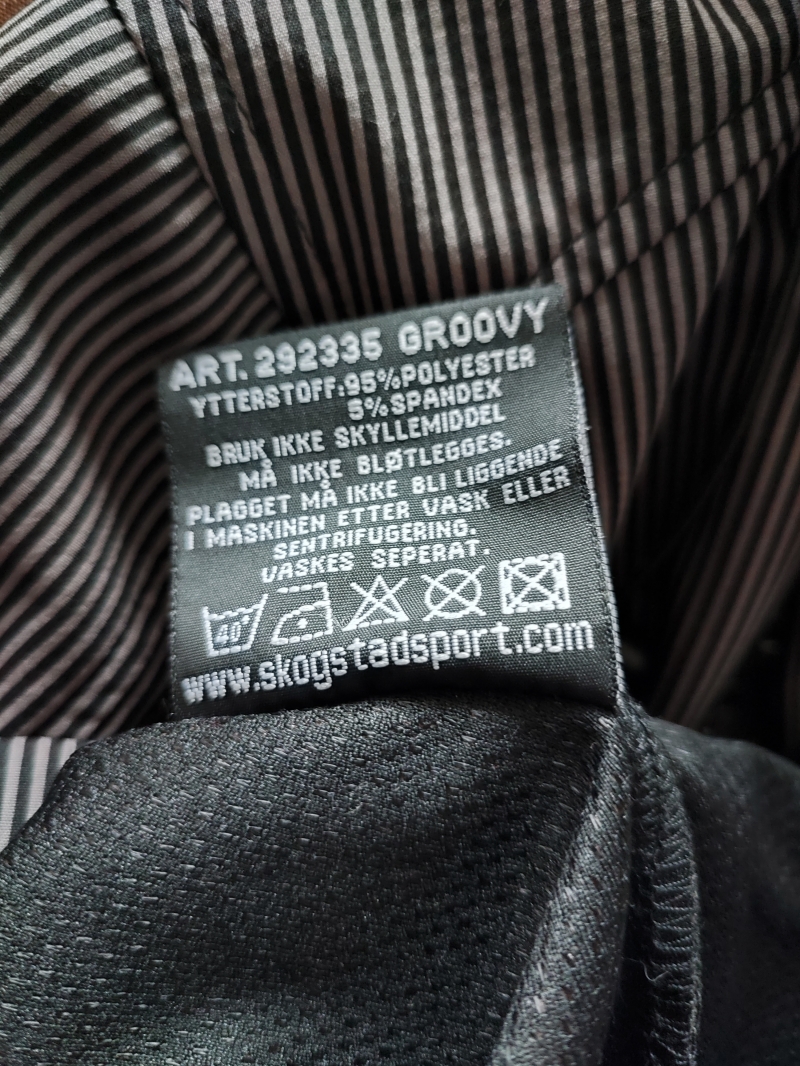 ART. 292335 GROOVY
YTTERSTOFF:95%POLYESTER
5%SPANDEX
BRUK IKKE SKYLLEMIDDEL
MÅ IKKE BLØTLEGGES.
PLAGGET MÅ IKKE BLI LIGGENDE
I MASKINEN ETTER VASK ELLER
SENTRIFUGERING.
VASKES SEPERAT.
40°
www.skogstadsport.com